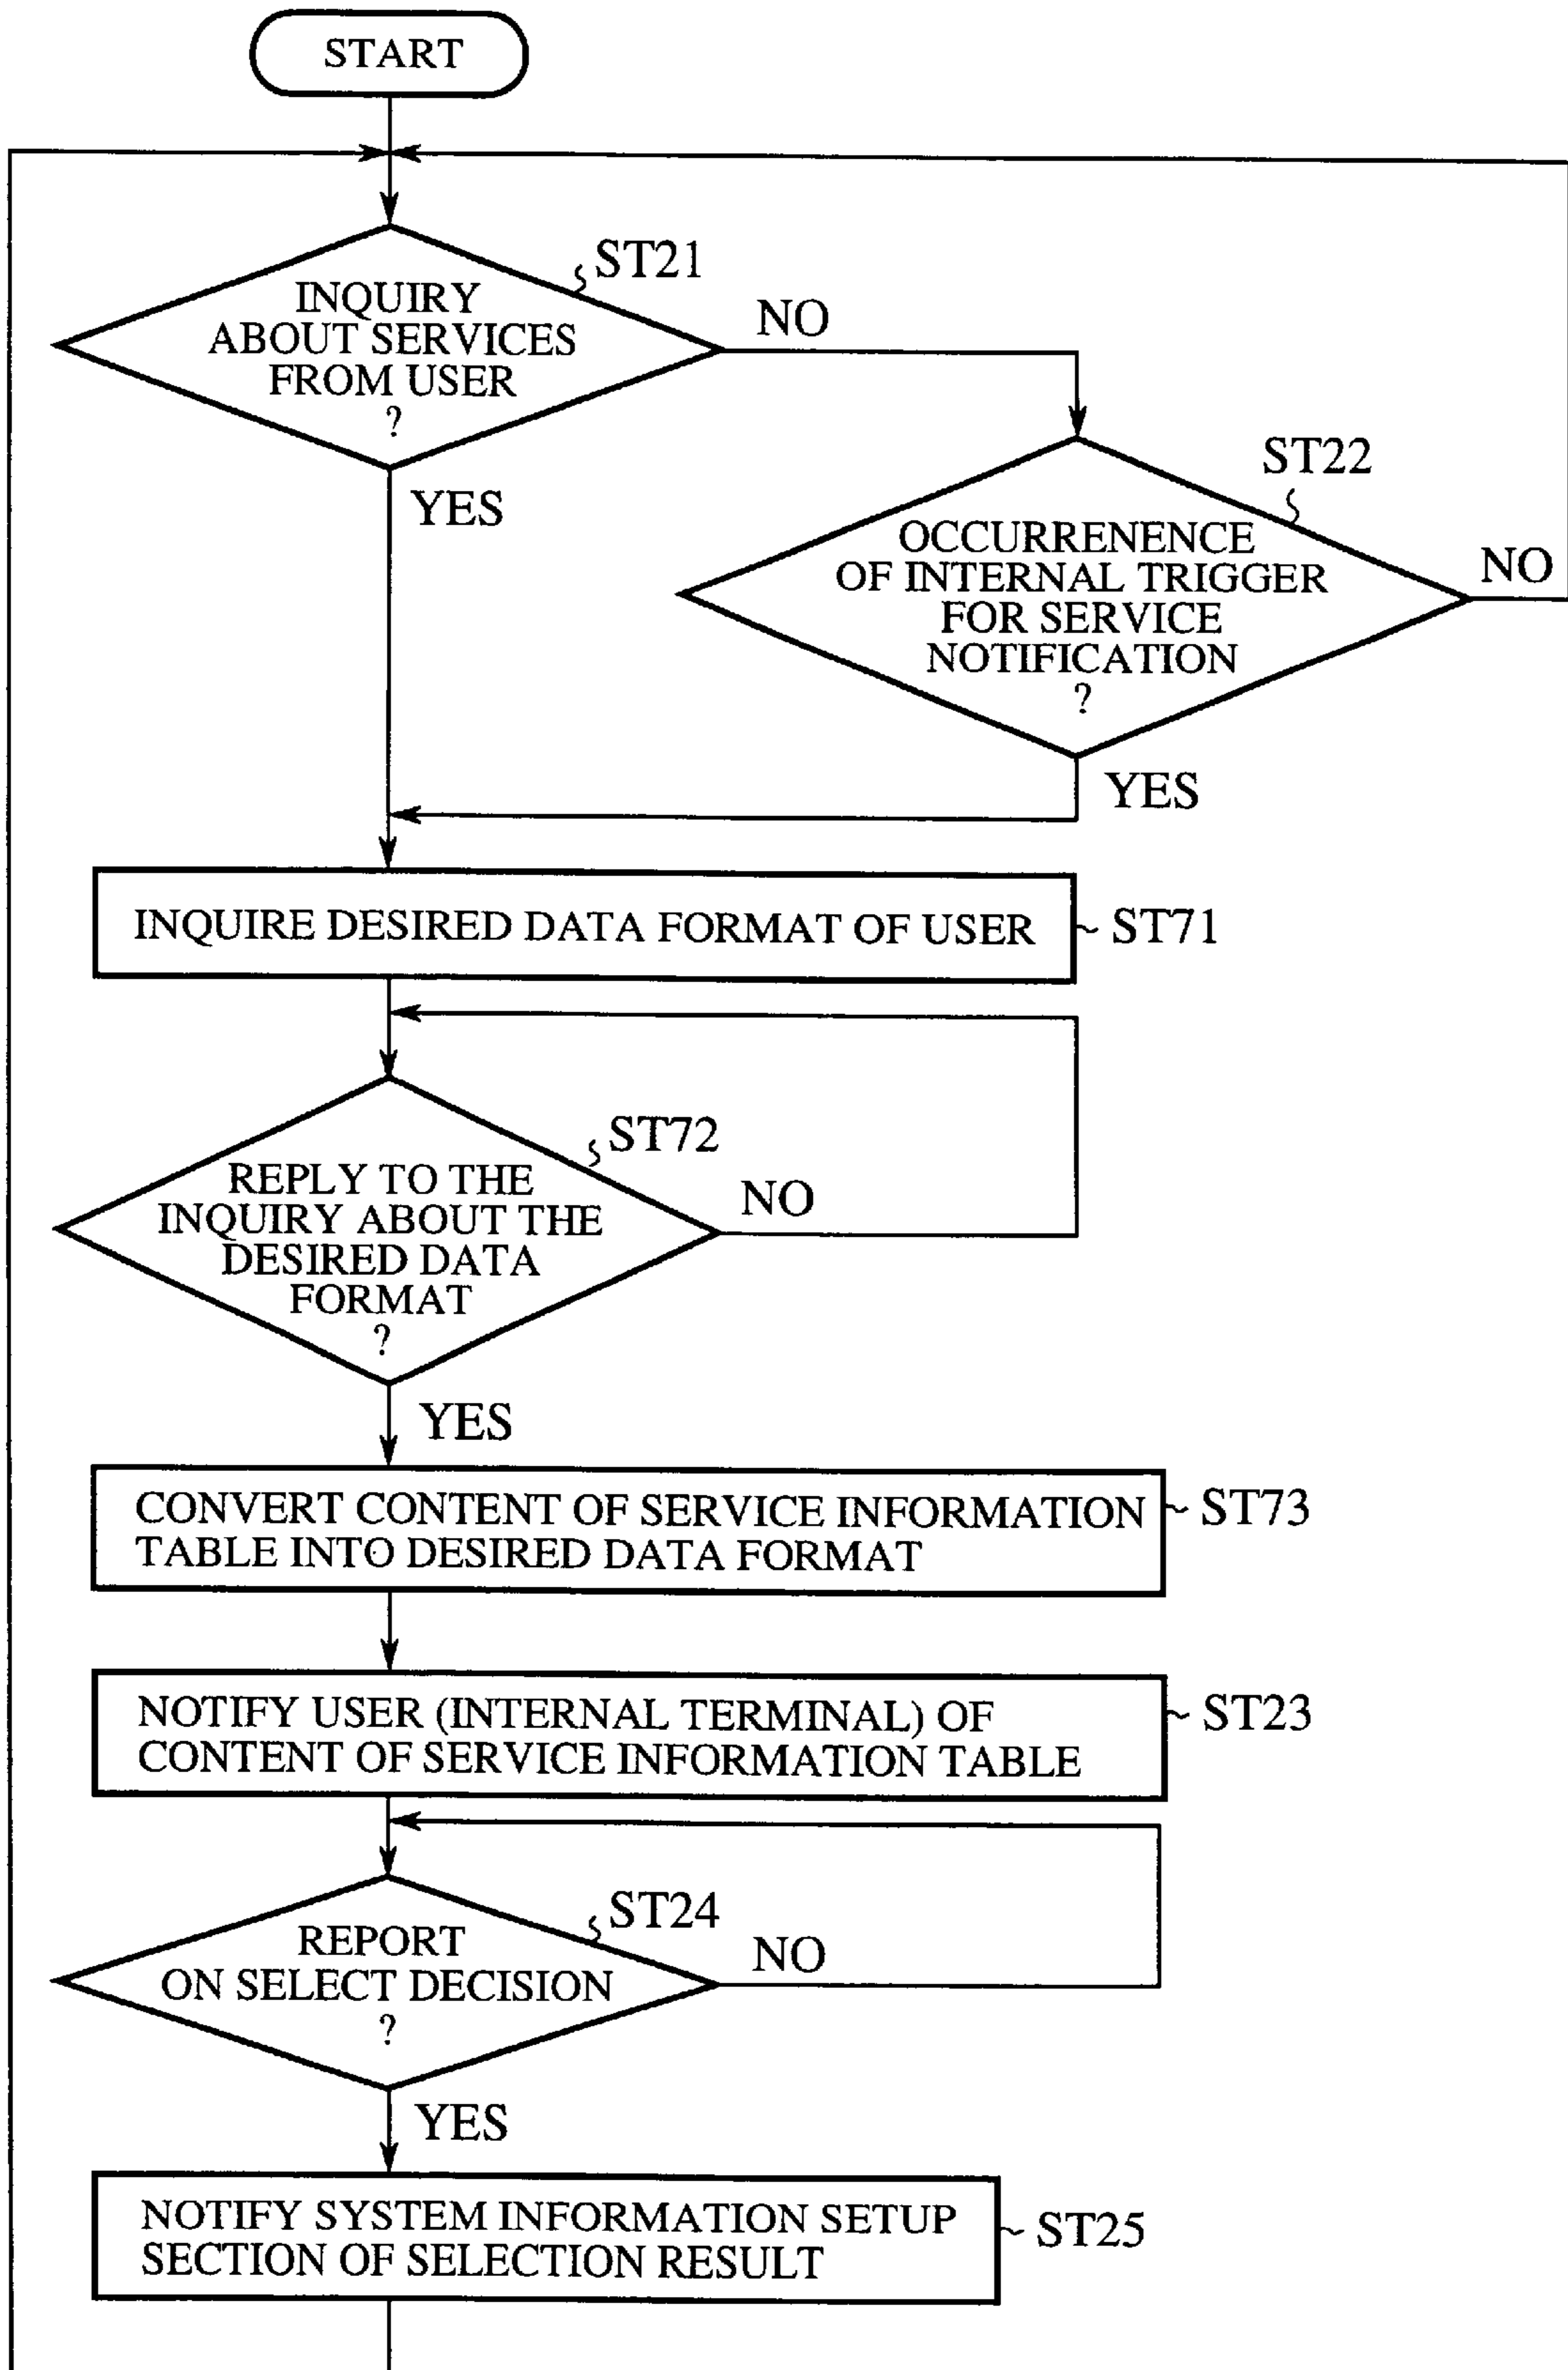 START
ST21
INQUIRY
ABOUT SERVICES
FROM USER
?
NO
YES
ST22
OCCURRENENCE
OF INTERNAL TRIGGER
FOR SERVICE
NOTIFICATION
?
NO
YES
INQUIRE DESIRED DATA FORMAT OF USER
ST71
ST72
REPLY TO THE
INQUIRY ABOUT THE
DESIRED DATA
FORMAT
?
NO
YES
CONVERT CONTENT OF SERVICE INFORMATION
TABLE INTO DESIRED DATA FORMAT
ST73
NOTIFY USER (INTERNAL TERMINAL) OF
CONTENT OF SERVICE INFORMATION TABLE
ST23
ST24
REPORT
ON SELECT DECISION
?
NO
YES
NOTIFY SYSTEM INFORMATION SETUP
SECTION OF SELECTION RESULT
ST25